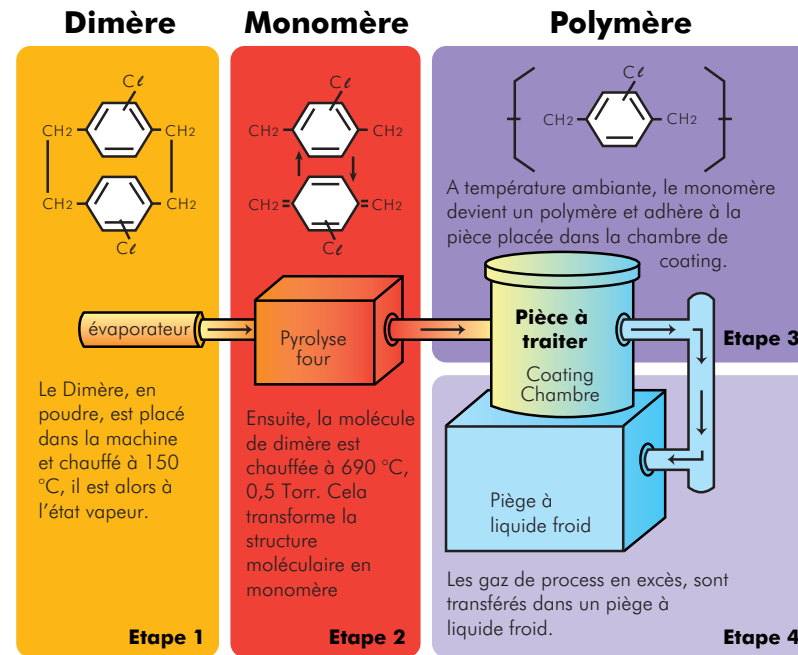 Dimère
Cℓ
CH2
CH2
CH2
CH2
Cℓ
évaporateur
Le Dimère, en
poudre, est placé
dans la machine
et chauffé à 150
°C, il est alors à
l'état vapeur.
Etape 1
Monomère
Cℓ
CH2
CH2
CH2
CH2
Cℓ
Pyrolyse
four
Ensuite, la molécule
de dimère est
chauffée à 690 °C,
0,5 Torr. Cela
transforme la
structure
moléculaire en
monomère
Etape 2
Polymère
Cℓ
CH2
CH2
A température ambiante, le monomère
devient un polymère et adhère à la
pièce placée dans la chambre de
coating.
Pièce à
traiter
Coating
Chambre
Etape 3
Piège à
liquide froid
Les gaz de process en excès, sont
transférés dans un piège à
liquide froid.
Etape 4